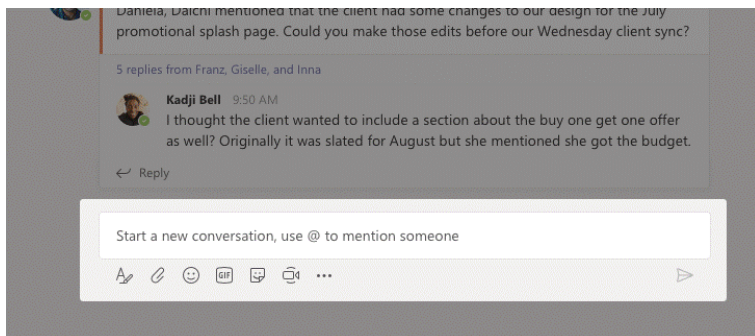 Daniela, Daichi mentioned that the client had some changes to our design for the July
promotional splash page. Could you make those edits before our Wednesday client sync?
5 replies from Franz, Giselle, and Inna
Kadji Bell 9:50 AM
I thought the client wanted to include a section about the buy one get one offer
as well? Originally it was slated for August but she mentioned she got the budget.
Reply
Start a new conversation, use @ to mention someone
GIF